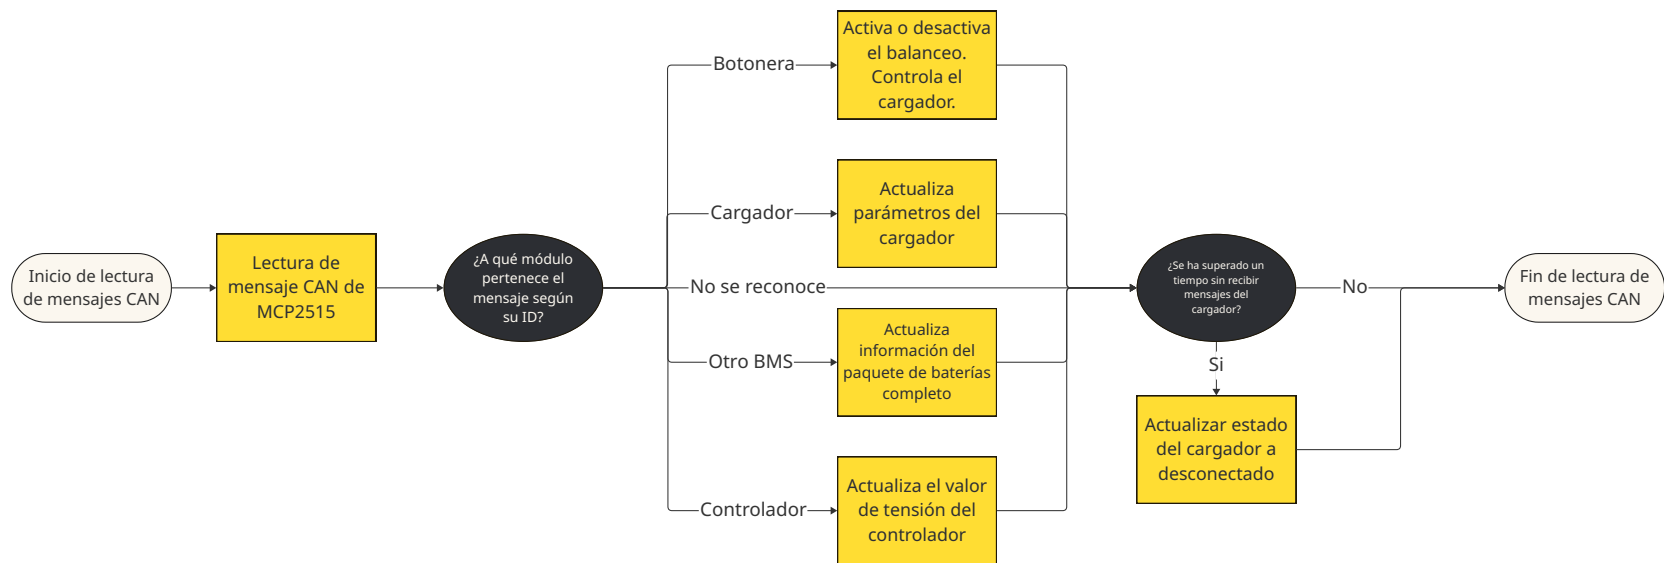 Inicio de lectura
de mensajes CAN
Lectura de
mensaje CAN de
MCP2515
¿A qué módulo
pertenece el
mensaje según
su ID?
Botonera
Activa o desactiva
el balanceo.
Controla el
cargador.
Cargador
Actualiza
parámetros del
cargador
No se reconoce
Otro BMS
Actualiza
información del
paquete de baterías
completo
Controlador
Actualiza el valor
de tensión del
controlador
¿Se ha superado un
tiempo sin recibir
mensajes del
cargador?
No
Si
Actualizar estado
del cargador a
desconectado
Fin de lectura de
mensajes CAN